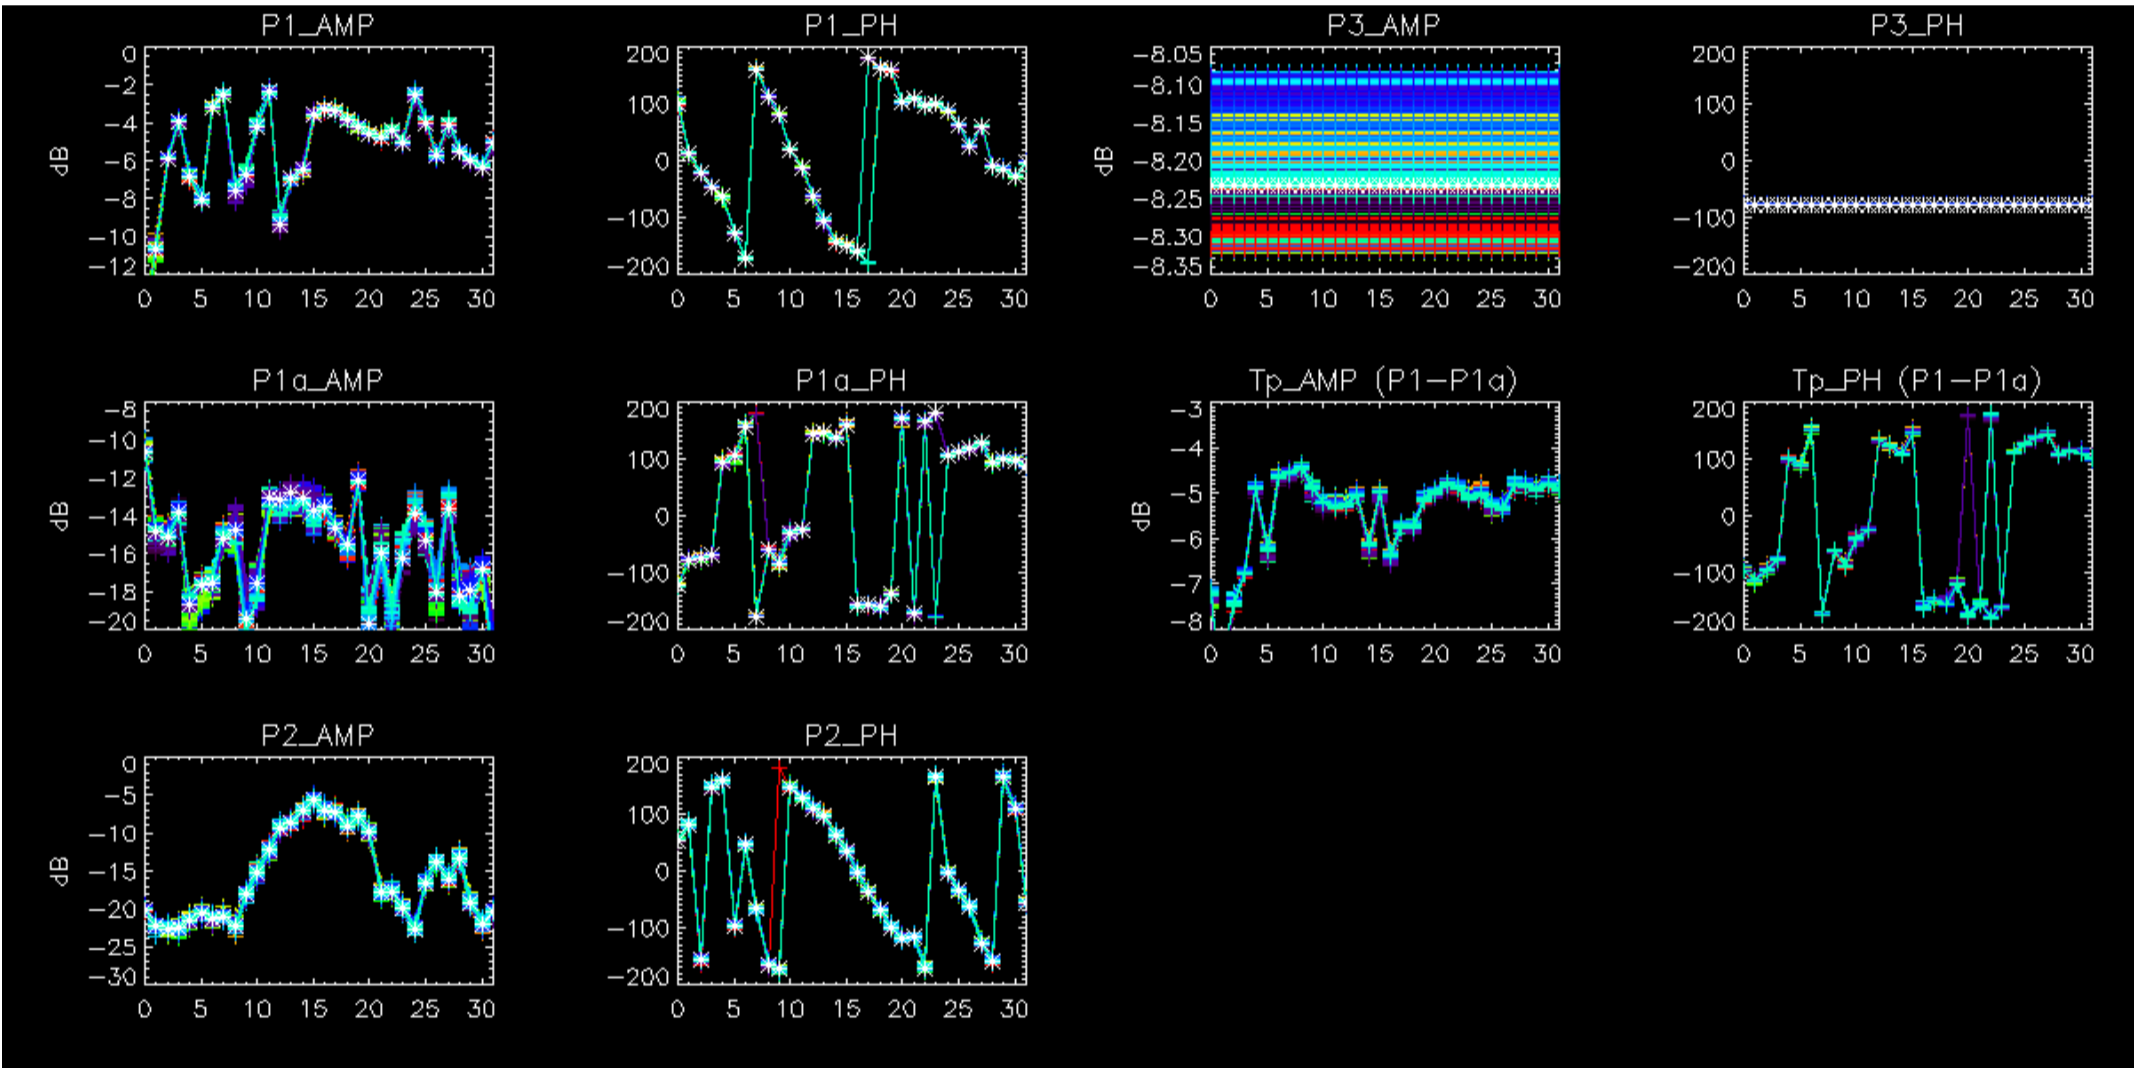 P1_AMP
P1_PH
P3_AMP
P3_PH
dB
0
-2
-4
-6
-8
-10
-12
0 5 10 15 20 25 30
200
100
0
-100
-200
0 5 10 15 20 25 30
dB
-8.05
-8.10
-8.15
-8.20
-8.25
-8.30
-8.35
0 5 10 15 20 25 30
200
100
0
-100
-200
0 5 10 15 20 25 30
P1a_AMP
P1a_PH
Tp_AMP (P1-P1a)
Tp_PH (P1-P1a)
dB
-8
-10
-12
-14
-16
-18
-20
0 5 10 15 20 25 30
200
100
0
-100
-200
0 5 10 15 20 25 30
dB
-3
-4
-5
-6
-7
-8
0 5 10 15 20 25 30
200
100
0
-100
-200
0 5 10 15 20 25 30
P2_AMP
P2_PH
dB
0
-5
-10
-15
-20
-25
-30
0 5 10 15 20 25 30
200
100
0
-100
-200
0 5 10 15 20 25 30